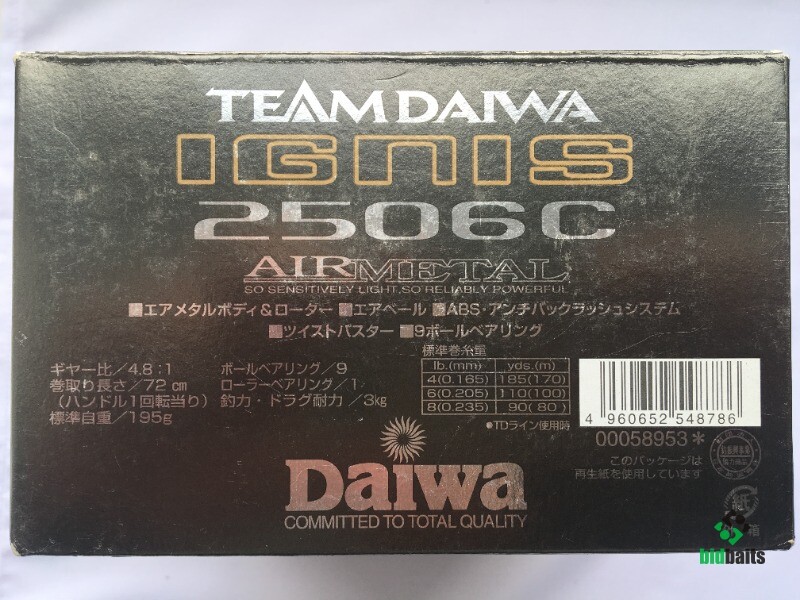 TEAM DAIWA
IGNIS
2506C
AIRMETAL
SO SENSITIVELY LIGHT, SO RELIABLY POWERFUL
■エアメタルボディ＆ローター ■エアベール ■ABS・アンチバックラッシュシステム
■ツイストバスター ■9ボールベアリング
ギヤー比／4.8：1
巻取り長さ／72cm
（ハンドル1回転当り）
標準自重／195g
ボールベアリング／9
ローラーベアリング／1
釣力・ドラグ耐力／3kg
標準巻糸量
lb.(mm) yds.(m)
4(0.165) 185(170)
6(0.205) 110(100)
8(0.235) 90( 80 )
●TDライン使用時
4 960652 548786
00058953*
このパッケージは
再生紙を使用しています
紙
箱
Daiwa
COMMITTED TO TOTAL QUALITY
bidbaits